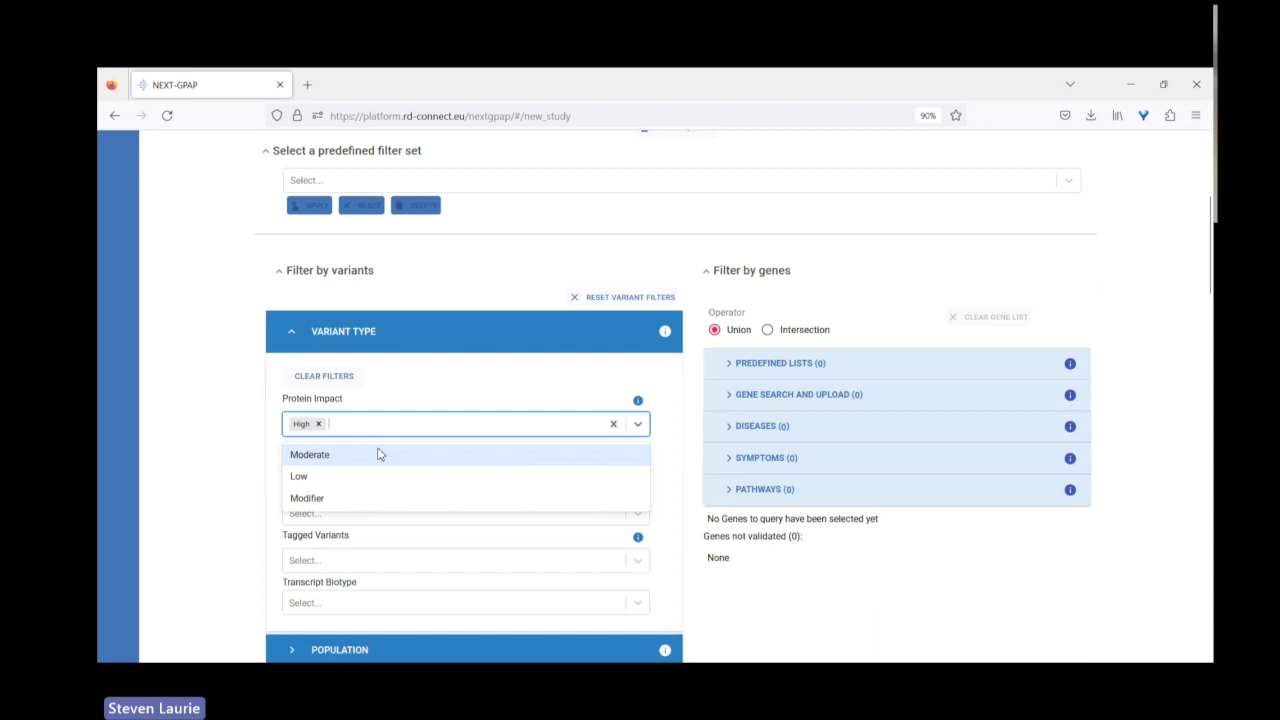 NEXT-GPAP
https://platform.rd-connect.eu/nextgpap/#/new_study
90%
Select a predefined filter set
Select...
APPLY RESET DELETE
Filter by variants
Filter by genes
RESET VARIANT FILTERS
Operator
CLEAR GENE LIST
Union Intersection
VARIANT TYPE
PREDEFINED LISTS (0)
CLEAR FILTERS
Protein Impact
GENE SEARCH AND UPLOAD (0)
High
DISEASES (0)
Moderate
SYMPTOMS (0)
Low
PATHWAYS (0)
Modifier
Select...
No Genes to query have been selected yet
Tagged Variants
Genes not validated (0):
Select...
None
Transcript Biotype
Select...
POPULATION
Steven Laurie